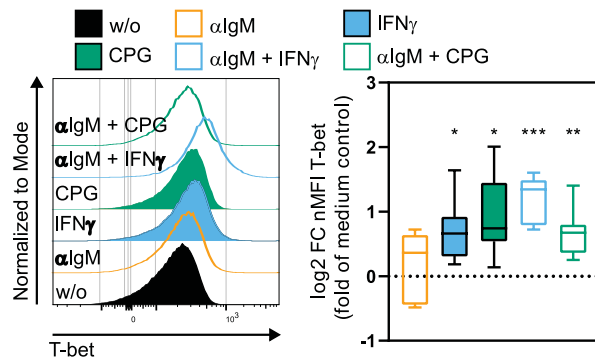 w/o
αIgM
IFNγ
CPG
αIgM + IFNγ
αIgM + CPG
Normalized to Mode
αIgM + CPG
αIgM + IFNγ
CPG
IFNγ
αIgM
w/o
0
10³
T-bet
log2 FC nMFI T-bet
(fold of medium control)
3
2
1
0
-1
*
*
***
**